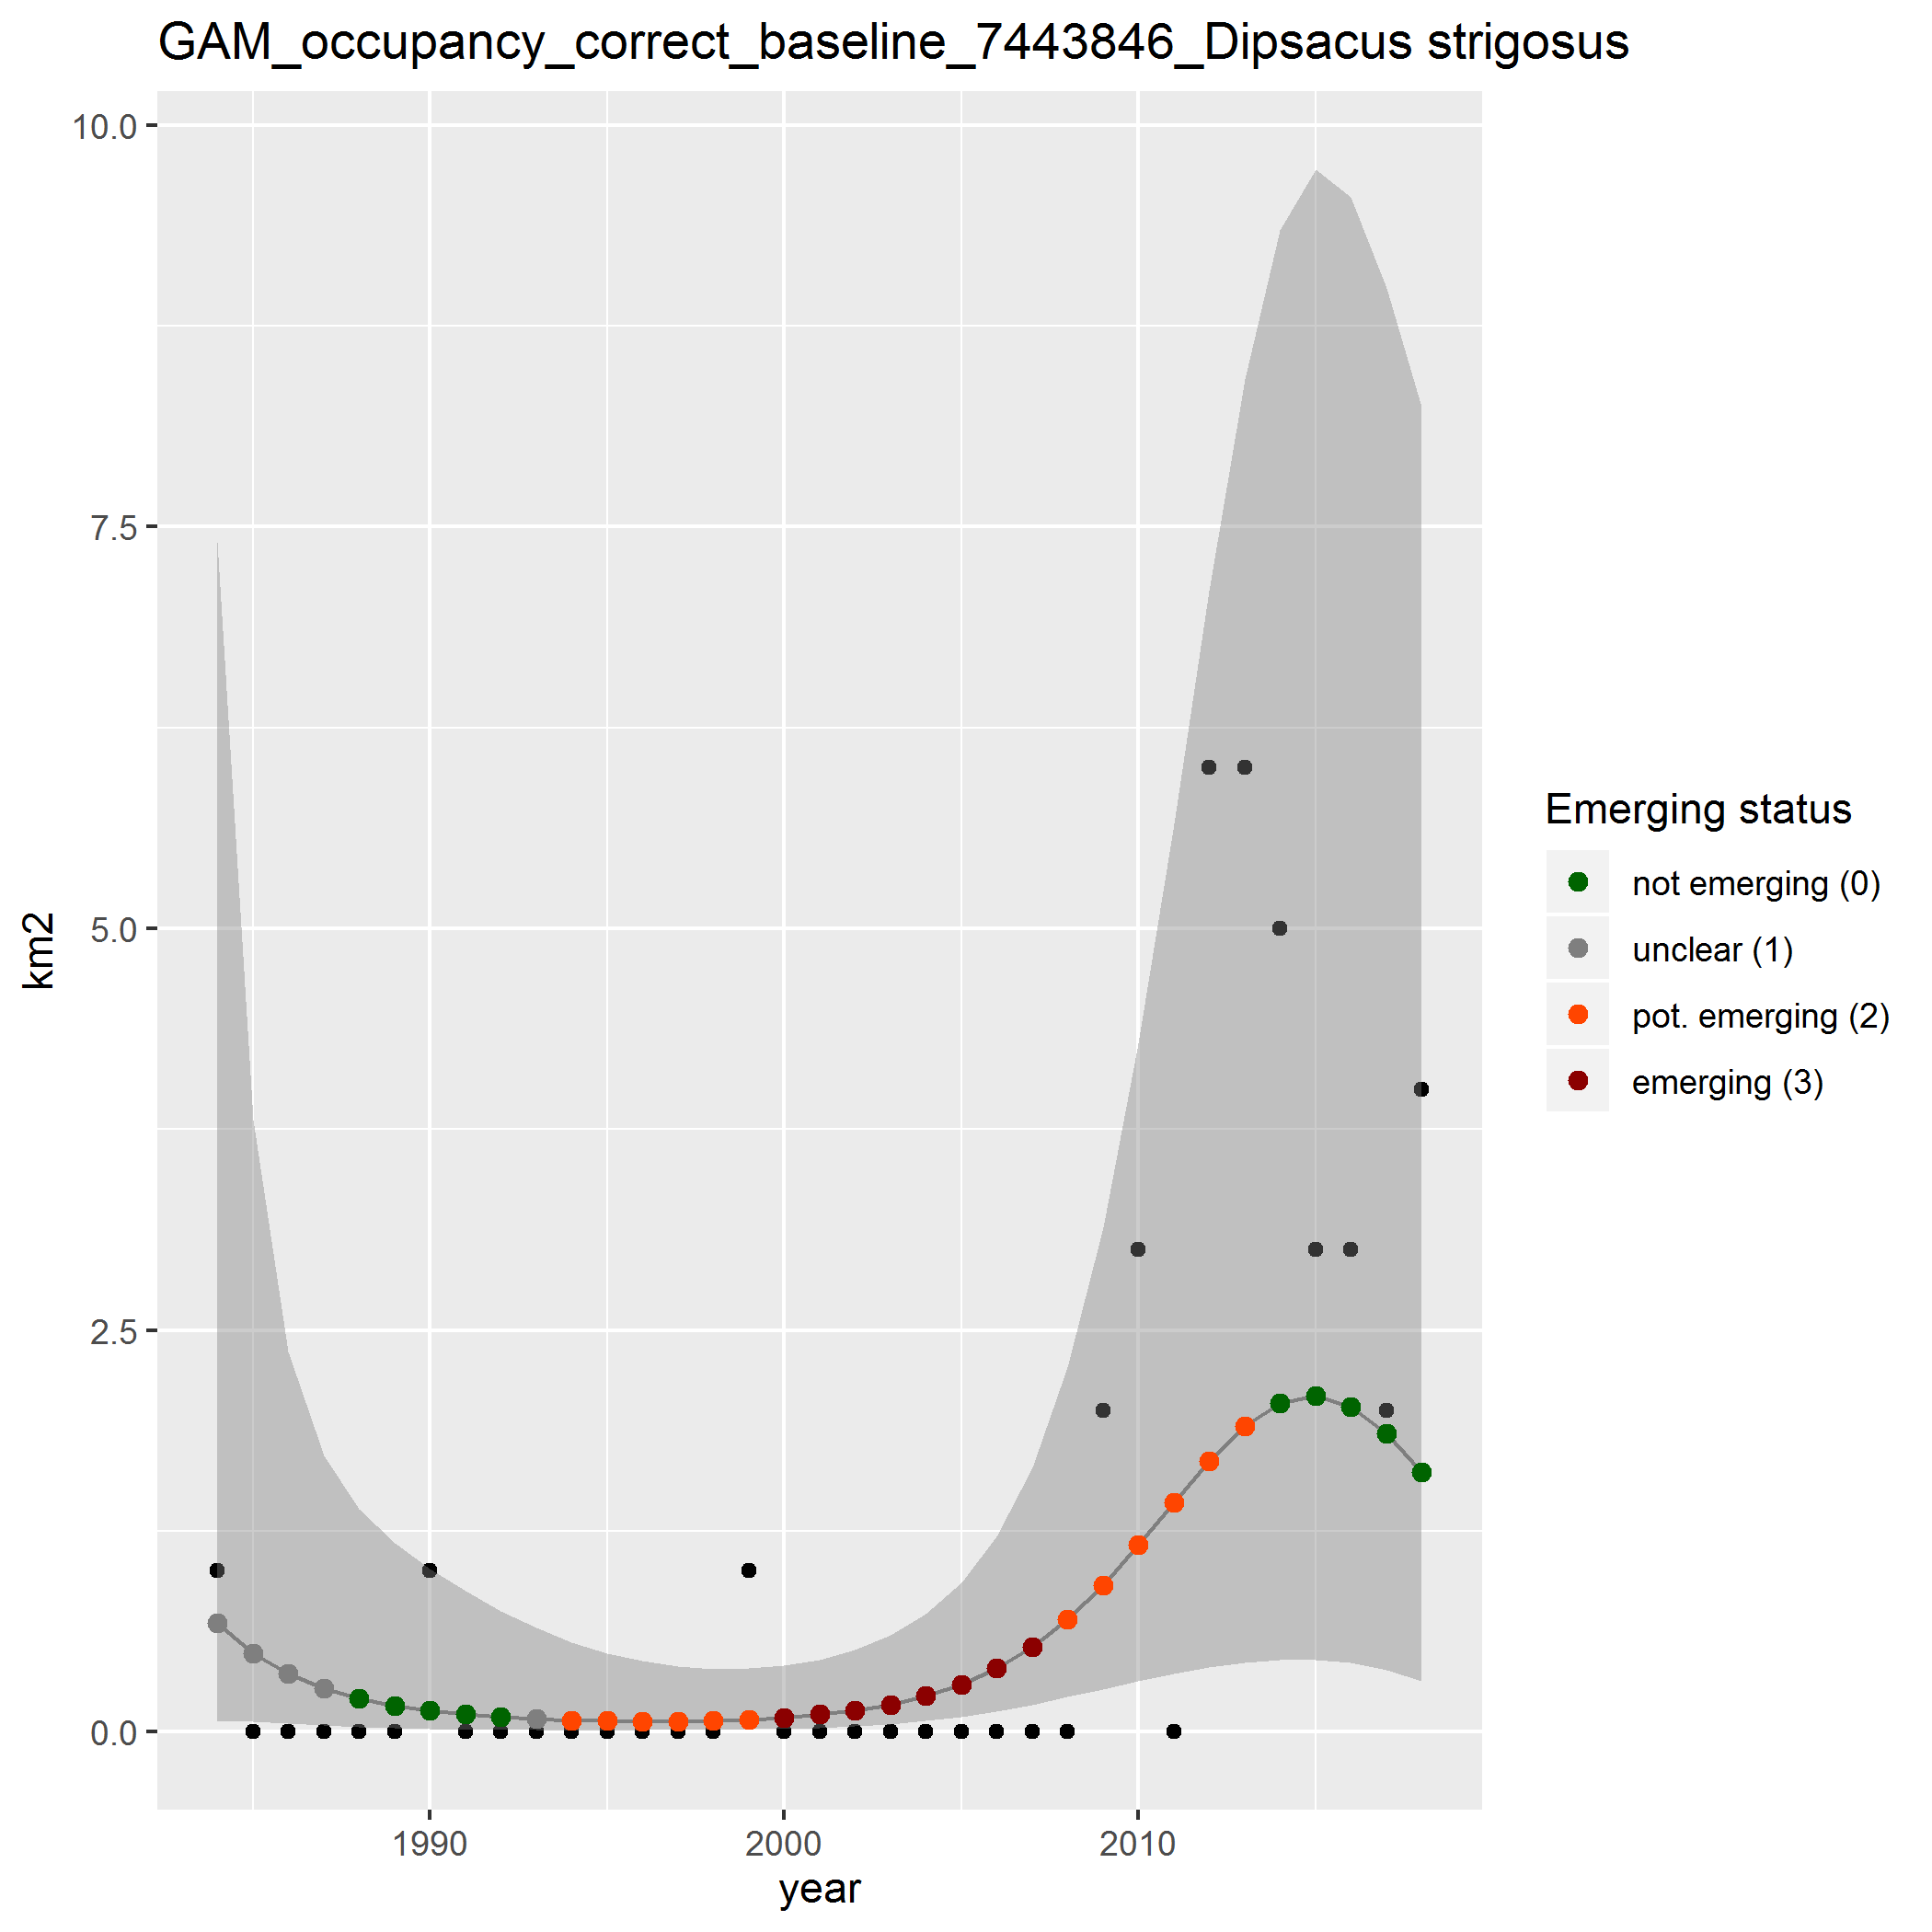 GAM_occupancy_correct_baseline_7443846_Dipsacus strigosus
10.0
7.5
5.0
2.5
0.0
km2
1990 2000 2010
year
Emerging status
not emerging (0)
unclear (1)
pot. emerging (2)
emerging (3)